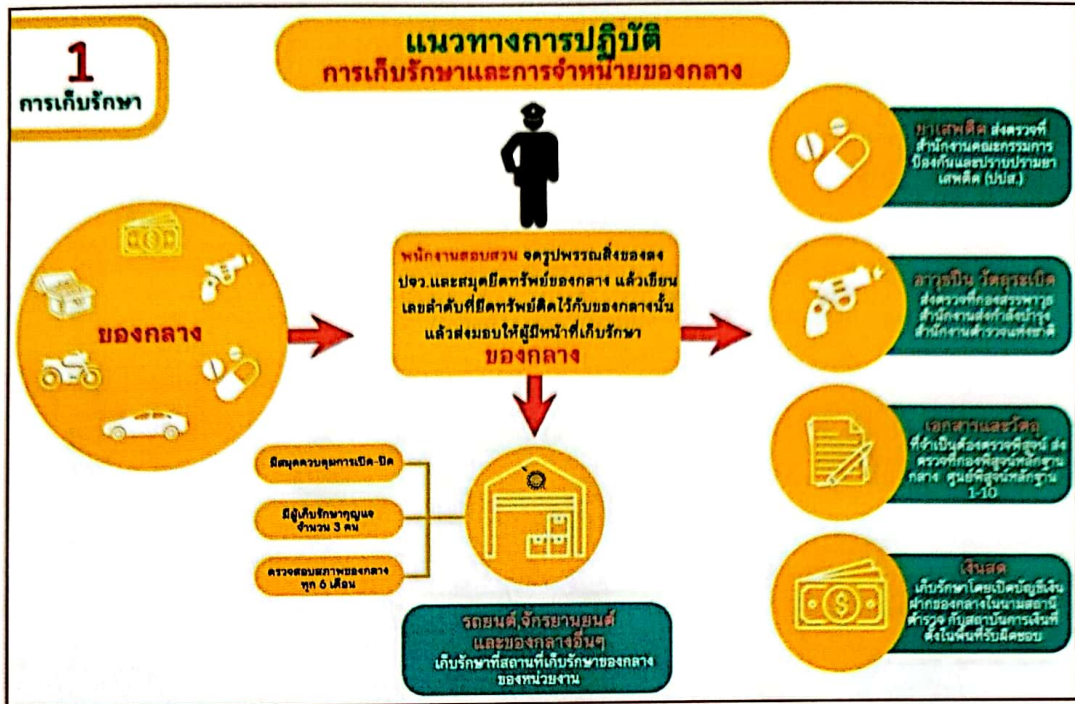 1
การเก็บรักษา
แนวทางการปฏิบัติ
การเก็บรักษาและการจำหน่ายของกลาง
ของกลาง
พนักงานสอบสวน จดรูปพรรณสิ่งของลง
ปจว.และสมุดยึดทรัพย์ของกลาง แล้วเขียน
เลขลำดับที่ยึดทรัพย์ติดไว้กับของกลางนั้น
แล้วส่งมอบให้ผู้มีหน้าที่เก็บรักษา
ของกลาง
ยาเสพติด ส่งตรวจที่
สำนักงานคณะกรรมการ
ป้องกันและปราบปรามยา
เสพติด (ปปส.)
อาวุธปืน วัตถุระเบิด
ส่งตรวจที่กองสรรพาวุธ
สำนักงานส่งกำลังบำรุง
สำนักงานตำรวจแห่งชาติ
เอกสารและวัตถุ
ที่จำเป็นต้องตรวจพิสูจน์ ส่ง
ตรวจที่กองพิสูจน์หลักฐาน
กลาง ศูนย์พิสูจน์หลักฐาน
1-10
เงินสด
เก็บรักษาโดยเปิดบัญชีเงิน
ฝากของกลางในนามสถานี
ตำรวจ กับสถาบันการเงินที่
ตั้งในพื้นที่รับผิดชอบ
มีสมุดควบคุมการเปิด-ปิด
มีผู้เก็บรักษากุญแจ
จำนวน 3 คน
ตรวจสอบสภาพของกลาง
ทุก 6 เดือน
รถยนต์,จักรยานยนต์
และของกลางอื่นๆ
เก็บรักษาที่สถานที่เก็บรักษาของกลาง
ของหน่วยงาน